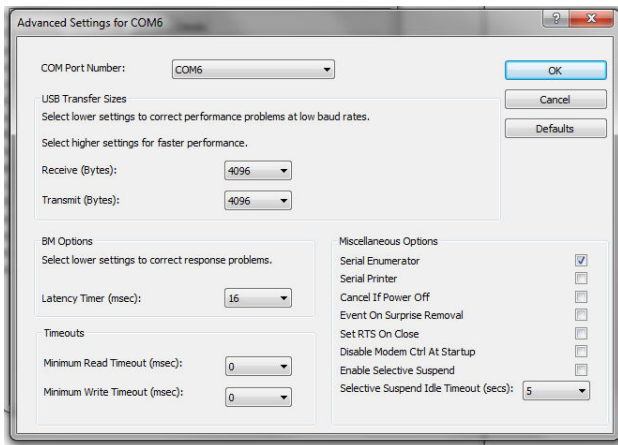 Advanced Settings for COM6
COM Port Number: COM6
OK
Cancel
Defaults
USB Transfer Sizes
Select lower settings to correct performance problems at low baud rates.
Select higher settings for faster performance.
Receive (Bytes): 4096
Transmit (Bytes): 4096
BM Options
Select lower settings to correct response problems.
Latency Timer (msec): 16
Timeouts
Minimum Read Timeout (msec): 0
Minimum Write Timeout (msec): 0
Miscellaneous Options
Serial Enumerator
Serial Printer
Cancel If Power Off
Event On Surprise Removal
Set RTS On Close
Disable Modem Ctrl At Startup
Enable Selective Suspend
Selective Suspend Idle Timeout (secs): 5